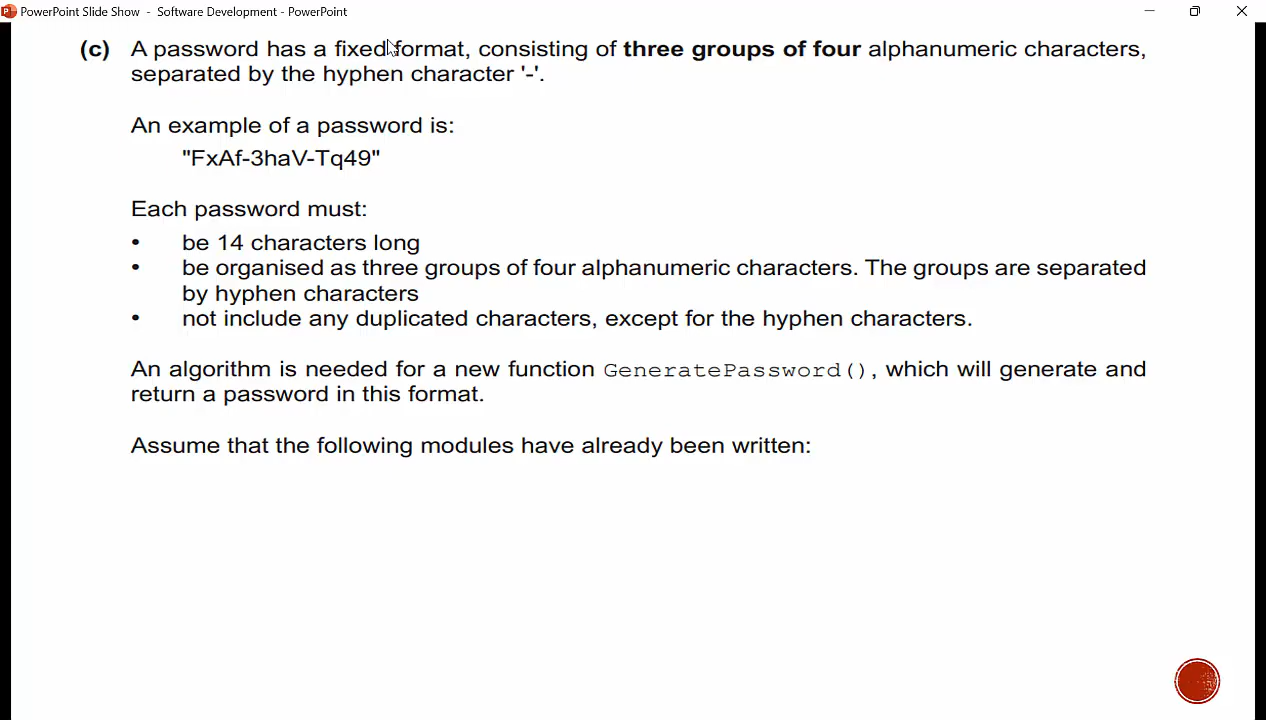 PowerPoint Slide Show - Software Development - PowerPoint
(c) A password has a fixed format, consisting of three groups of four alphanumeric characters,
separated by the hyphen character '-'.
An example of a password is:
"FxAf-3haV-Tq49"
Each password must:
• be 14 characters long
• be organised as three groups of four alphanumeric characters. The groups are separated
by hyphen characters
• not include any duplicated characters, except for the hyphen characters.
An algorithm is needed for a new function GeneratePassword(), which will generate and
return a password in this format.
Assume that the following modules have already been written: